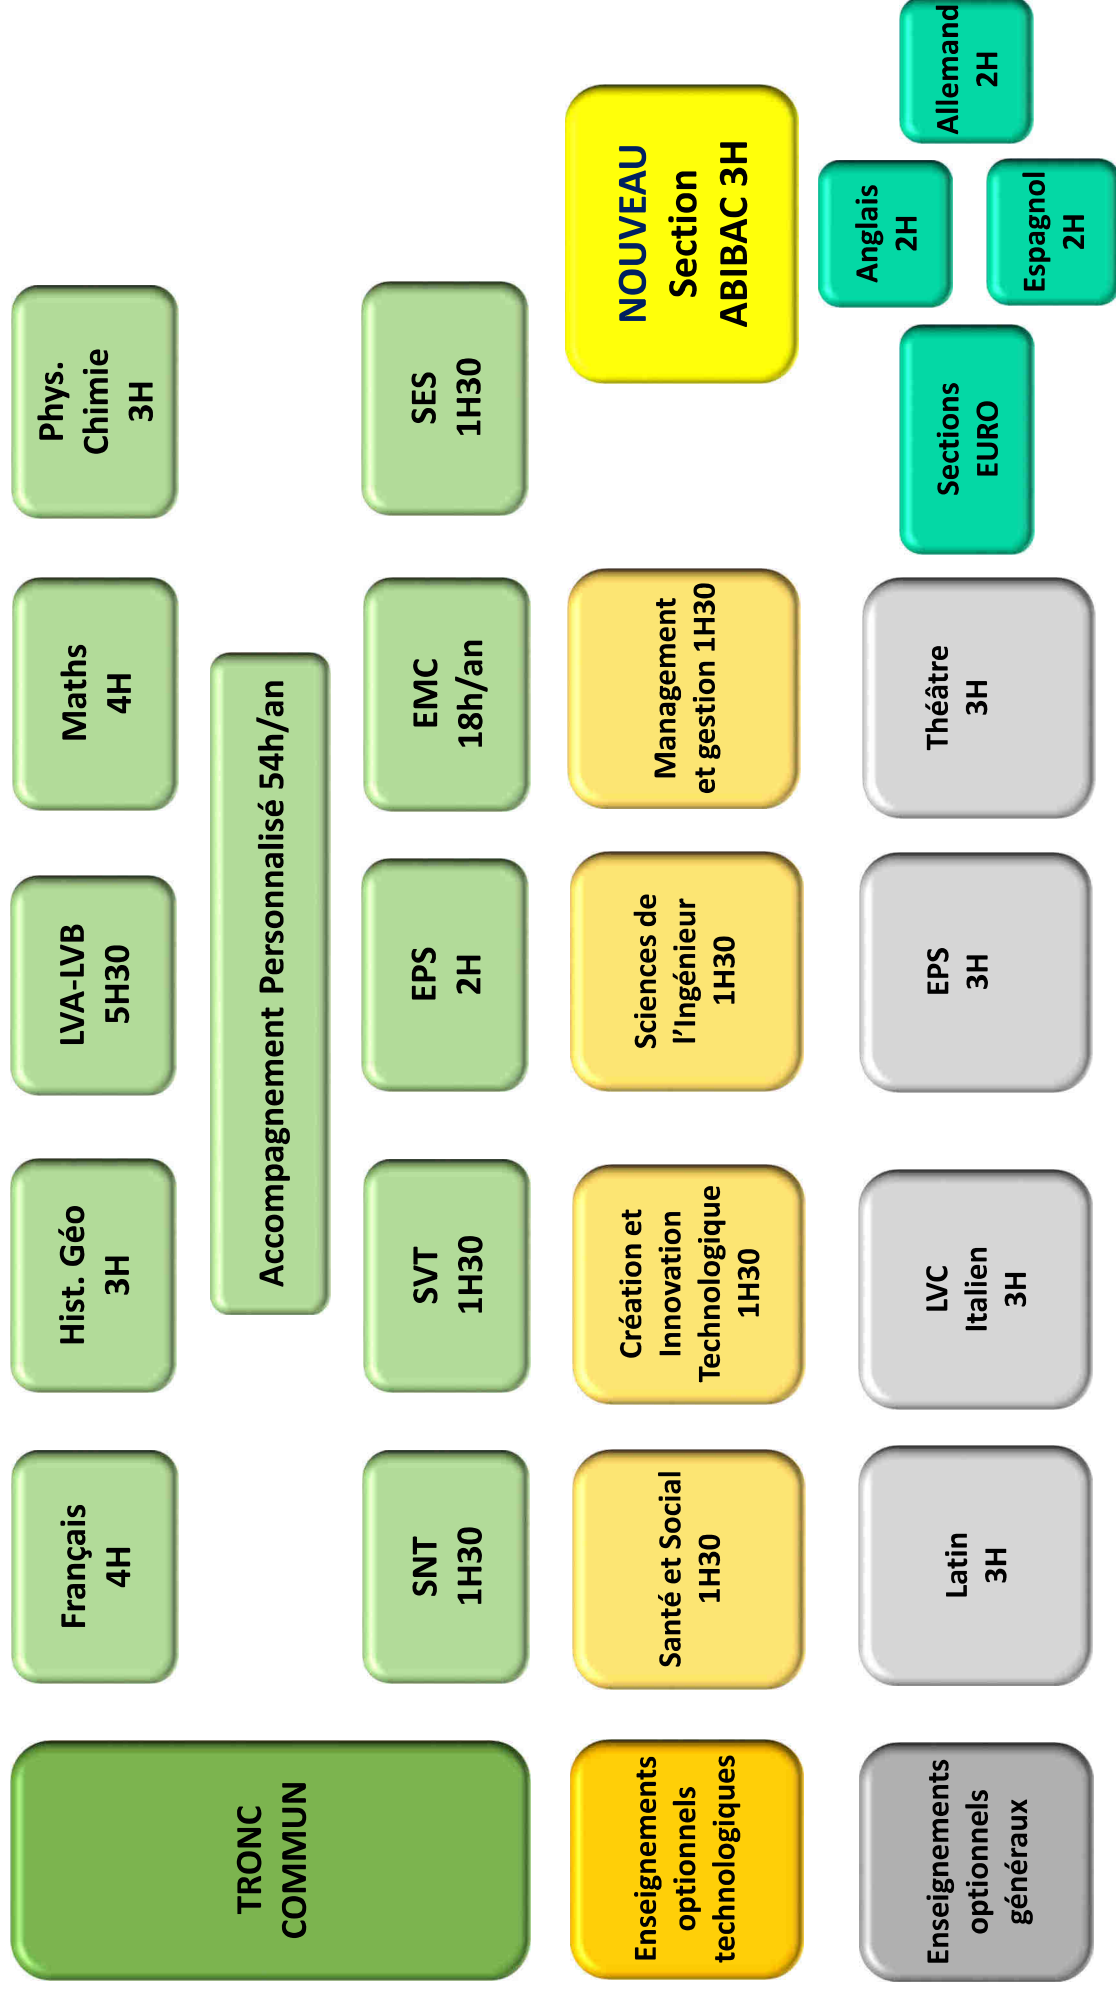 TRONC
COMMUN
Français
4H
Hist. Géo
3H
LVA-LVB
5H30
Maths
4H
Phys.
Chimie
3H
Accompagnement Personnalisé 54h/an
SNT
1H30
SVT
1H30
EPS
2H
EMC
18h/an
SES
1H30
Enseignements
optionnels
technologiques
Santé et Social
1H30
Création et
Innovation
Technologique
1H30
Sciences de
l’Ingénieur
1H30
Management
et gestion 1H30
NOUVEAU
Section
ABIBAC 3H
Enseignements
optionnels
généraux
Latin
3H
LVC
Italien
3H
EPS
3H
Théâtre
3H
Sections
EURO
Anglais
2H
Allemand
2H
Espagnol
2H